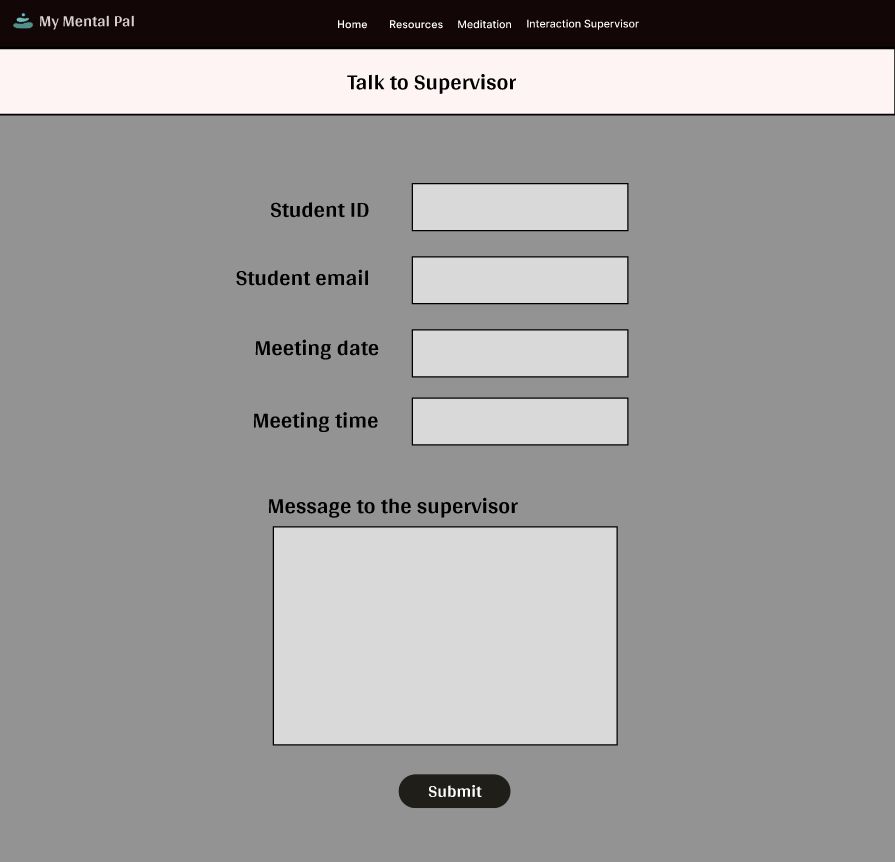 My Mental Pal
Home Resources Meditation Interaction Supervisor
Talk to Supervisor
Student ID
Student email
Meeting date
Meeting time
Message to the supervisor
Submit